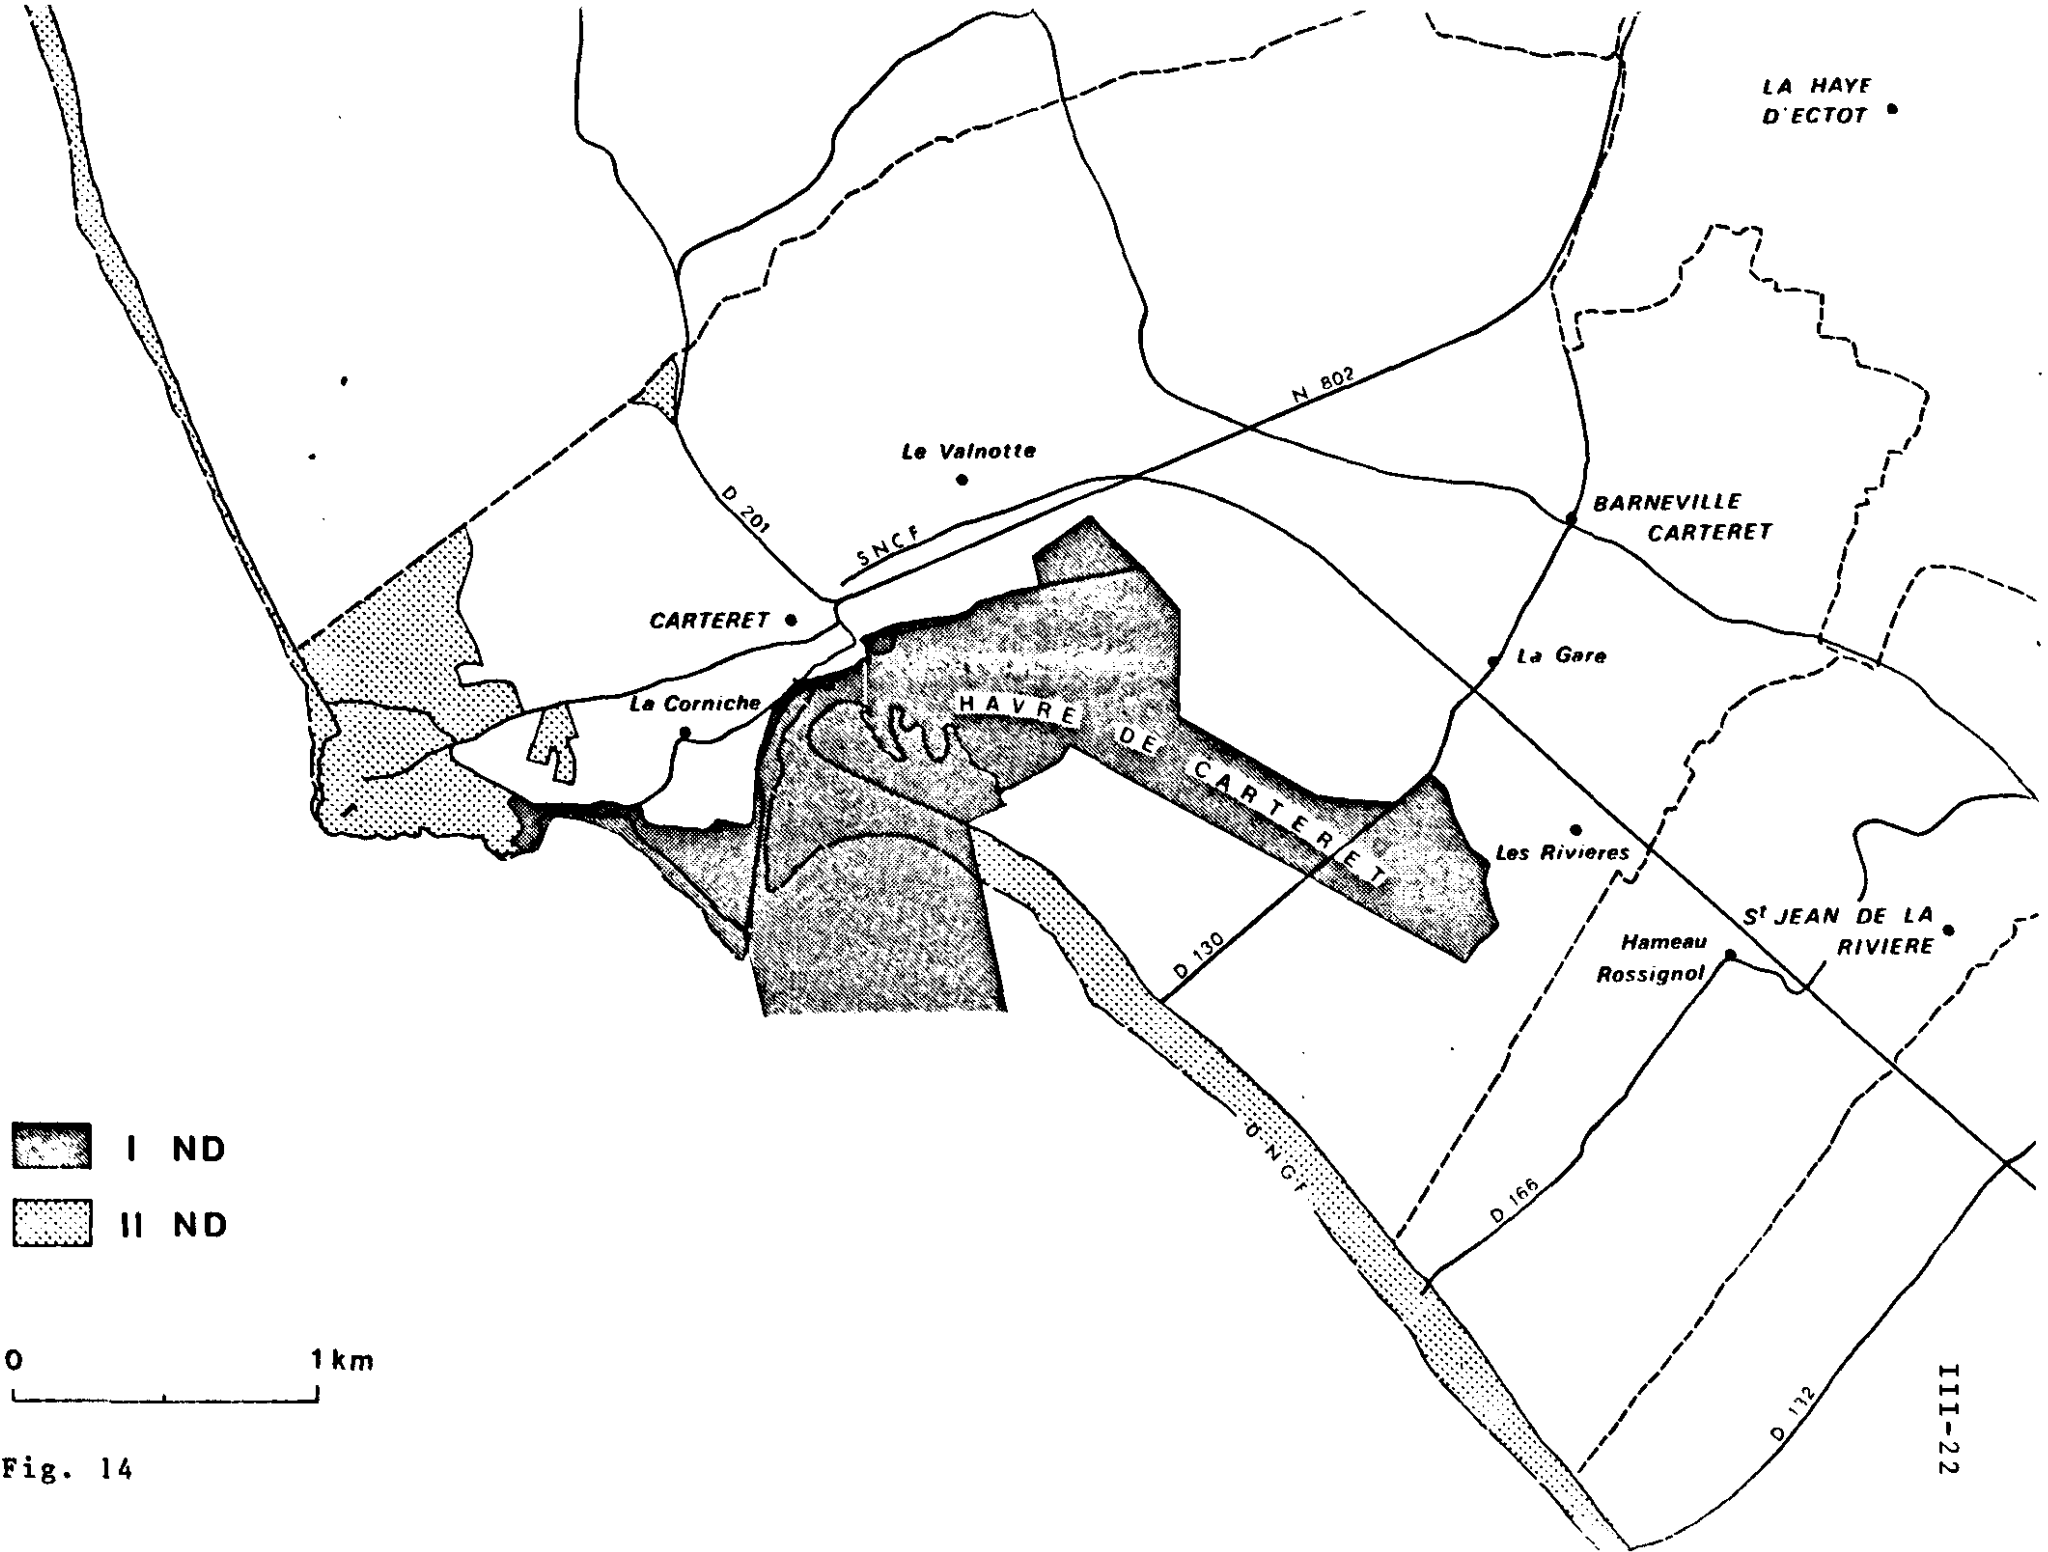 LA HAYE
D'ECTOT
N 802
Le Valnotte
D 201
SNCF
BARNEVILLE
CARTERET
CARTERET
La Gare
La Corniche
HAVRE
DE
CARTERET
Les Rivieres
St JEAN DE LA
RIVIERE
Hameau
Rossignol
D 130
I ND
II ND
D 166
0 1km
D 132
III-22
Fig. 14